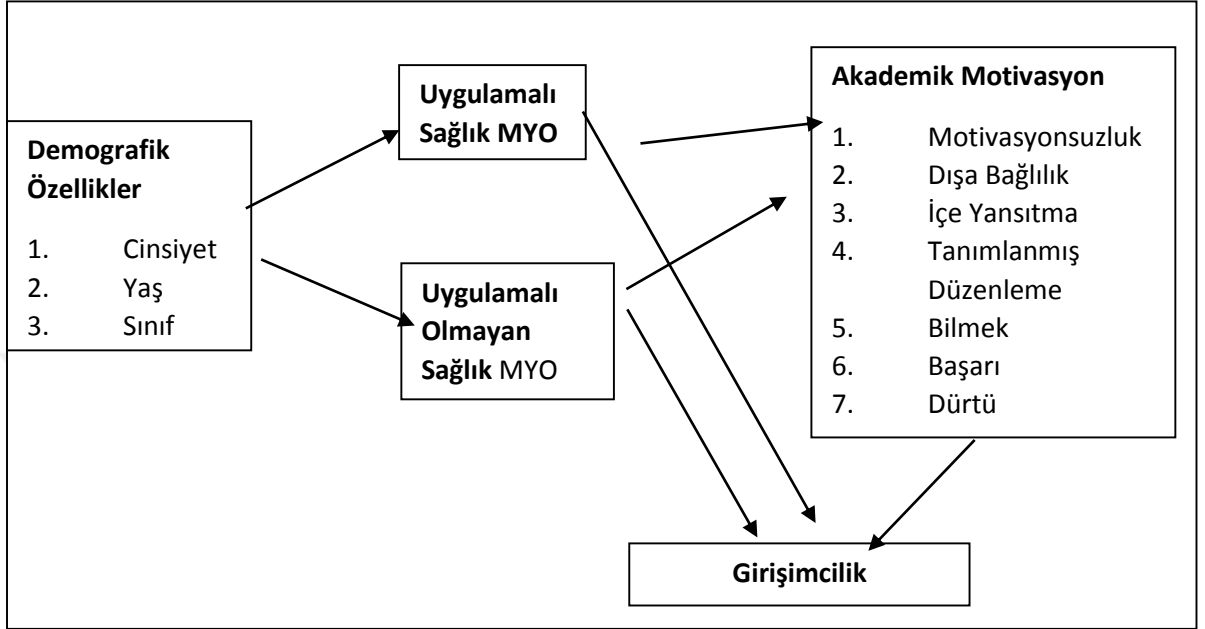 Demografik
Özellikler
1. Cinsiyet
2. Yaş
3. Sınıf
Uygulamalı
Sağlık MYO
Uygulamalı
Olmayan
Sağlık MYO
Akademik Motivasyon
1. Motivasyonsuzluk
2. Dışa Bağlılık
3. İçe Yansıtma
4. Tanımlanmış
Düzenleme
5. Bilmek
6. Başarı
7. Dürtü
Girişimcilik